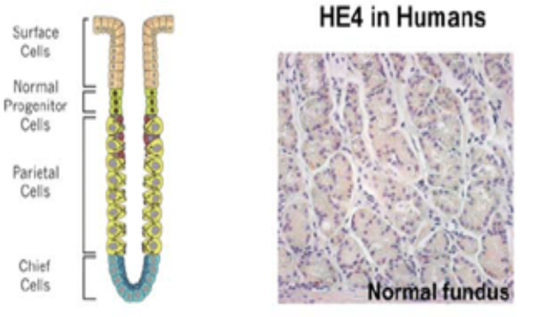 Surface
Cells
Normal
Progenitor
Cells
Parietal
Cells
Chief
Cells
HE4 in Humans
Normal fundus